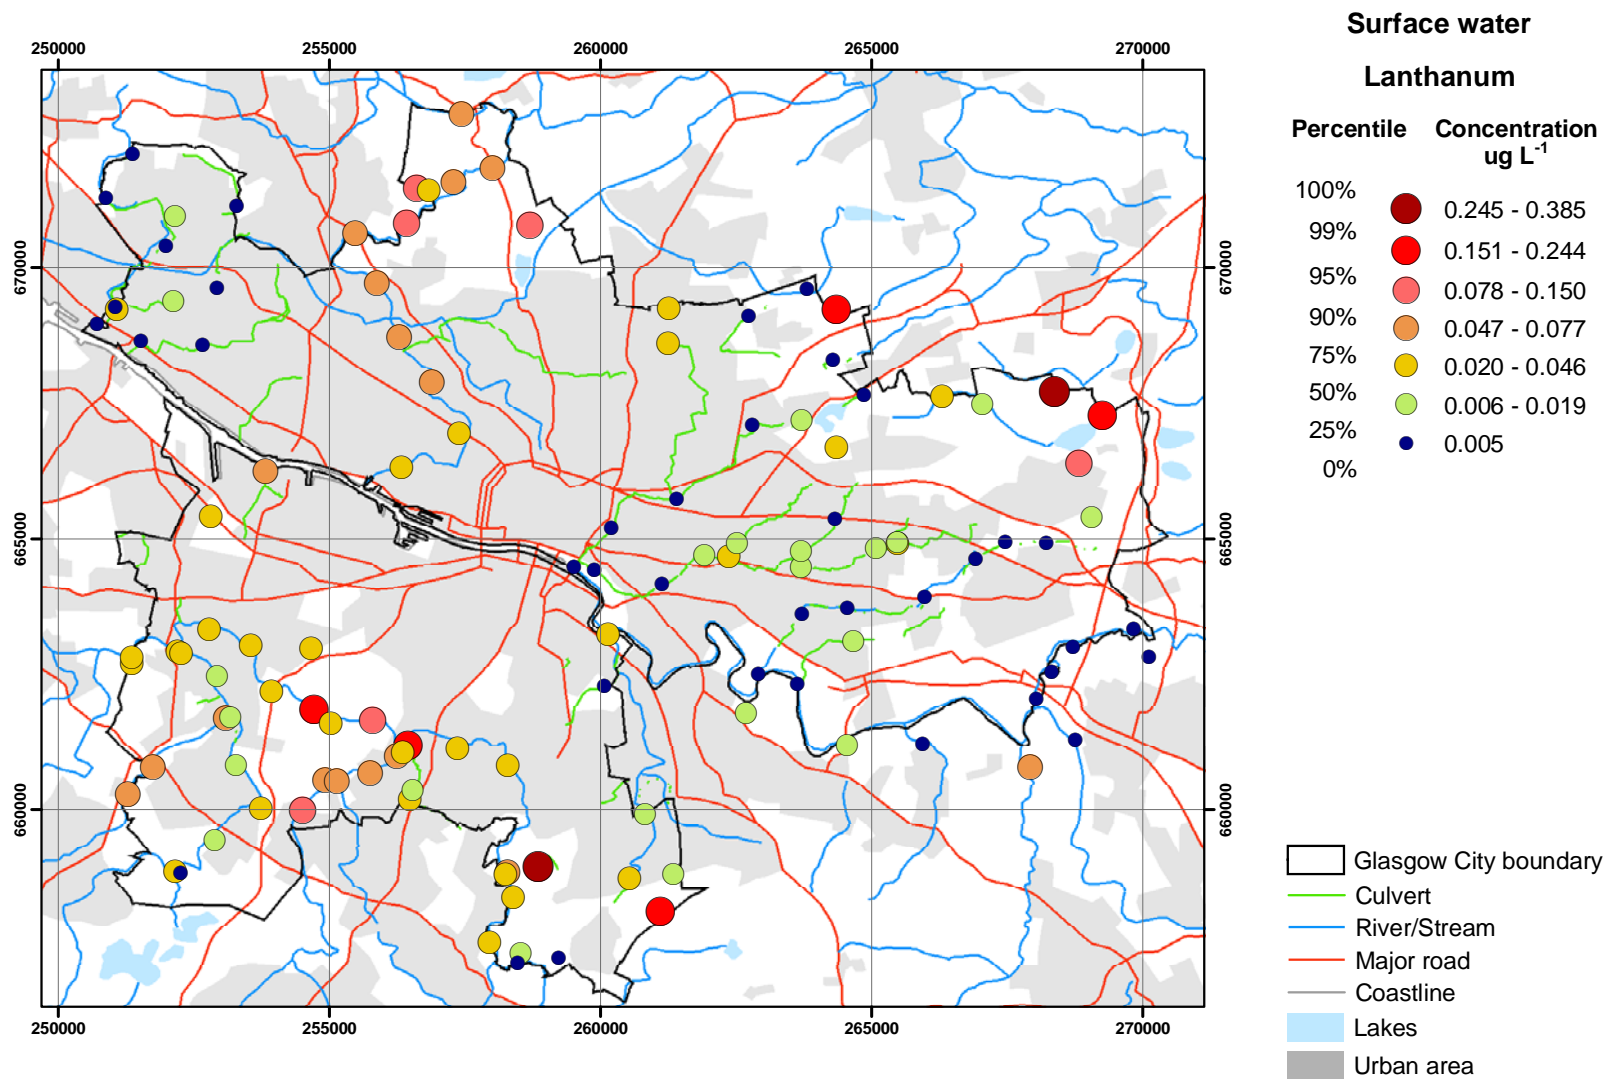 Surface water
Lanthanum
Percentile Concentration
ug L-1
100%
0.245 - 0.385
99%
0.151 - 0.244
95%
0.078 - 0.150
90%
0.047 - 0.077
75%
0.020 - 0.046
50%
0.006 - 0.019
25%
0.005
0%
250000 255000 260000 265000 270000
670000 670000
665000 665000
660000 660000
250000 255000 260000 265000 270000
Glasgow City boundary
Culvert
River/Stream
Major road
Coastline
Lakes
Urban area